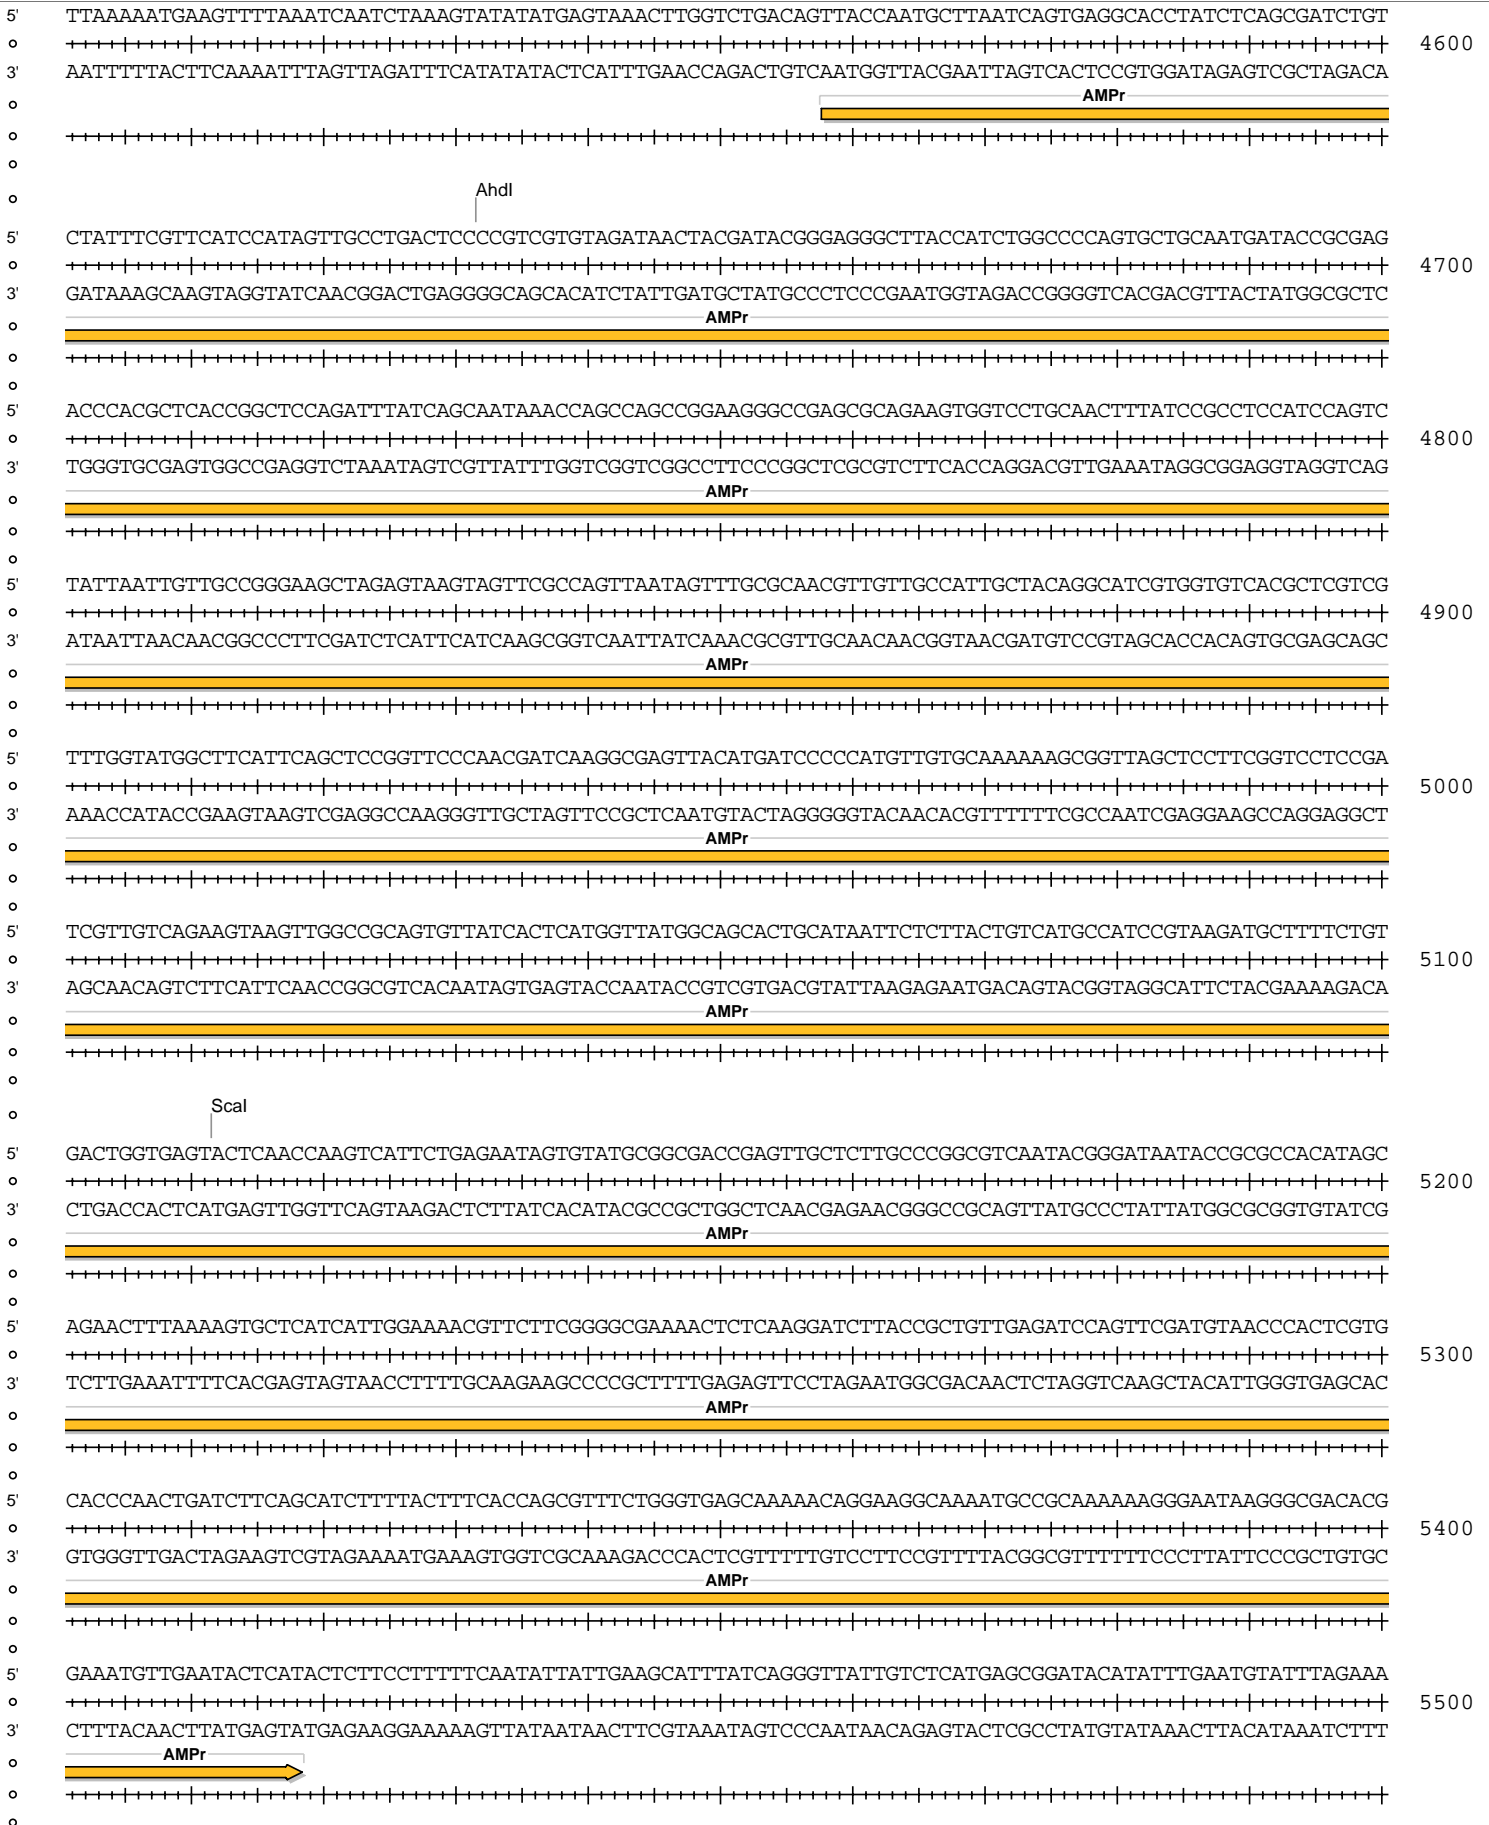 5' TTAAAAATGAAGTTTTAAATCAATCTAAAGTATATATGAGTAAACTTGGTCTGACAGTTACCAATGCTTAATCAGTGAGGCACCTATCTCAGCGATCTGT
4600
3' AATTTTTACTTCAAAATTTAGTTAGATTTCATATATACTCATTTGAACCAGACTGTCAATGGTTACGAATTAGTCACTCCGTGGATAGAGTCGCTAGACA
AMPr
AhdI
5' CTATTTCGTTCATCCATAGTTGCCTGACTCCCCGTCGTGTAGATAACTACGATACGGGAGGGCTTACCATCTGGCCCCAGTGCTGCAATGATACCGCGAG
4700
3' GATAAAGCAAGTAGGTATCAACGGACTGAGGGGCAGCACATCTATTGATGCTATGCCCTCCCGAATGGTAGACCGGGGTCACGACGTTACTATGGCGCTC
AMPr
5' ACCCACGCTCACCGGCTCCAGATTTATCAGCAATAAACCAGCCAGCCGGAAGGGCCGAGCGCAGAAGTGGTCCTGCAACTTTATCCGCCTCCATCCAGTC
4800
3' TGGGTGCGAGTGGCCGAGGTCTAAATAGTCGTTATTTGGTCGGTCGGCCTTCCCGGCTCGCGTCTTCACCAGGACGTTGAAATAGGCGGAGGTAGGTCAG
AMPr
5' TATTAATTGTTGCCGGGAAGCTAGAGTAAGTAGTTCGCCAGTTAATAGTTTGCGCAACGTTGTTGCCATTGCTACAGGCATCGTGGTGTCACGCTCGTCG
4900
3' ATAATTAACAACGGCCCTTCGATCTCATTCATCAAGCGGTCAATTATCAAACGCGTTGCAACAACGGTAACGATGTCCGTAGCACCACAGTGCGAGCAGC
AMPr
5' TTTGGTATGGCTTCATTCAGCTCCGGTTCCCAACGATCAAGGCGAGTTACATGATCCCCCATGTTGTGCAAAAAAGCGGTTAGCTCCTTCGGTCCTCCGA
5000
3' AAACCATACCGAAGTAAGTCGAGGCCAAGGGTTGCTAGTTCCGCTCAATGTACTAGGGGGTACAACACGTTTTTTCGCCAATCGAGGAAGCCAGGAGGCT
AMPr
5' TCGTTGTCAGAAGTAAGTTGGCCGCAGTGTTATCACTCATGGTTATGGCAGCACTGCATAATTCTCTTACTGTCATGCCATCCGTAAGATGCTTTTCTGT
5100
3' AGCAACAGTCTTCATTCAACCGGCGTCACAATAGTGAGTACCAATACCGTCGTGACGTATTAAGAGAATGACAGTACGGTAGGCATTCTACGAAAAGACA
AMPr
ScaI
5' GACTGGTGAGTACTCAACCAAGTCATTCTGAGAATAGTGTATGCGGCGACCGAGTTGCTCTTGCCCGGCGTCAATACGGGATAATACCGCGCCACATAGC
5200
3' CTGACCACTCATGAGTTGGTTCAGTAAGACTCTTATCACATACGCCGCTGGCTCAACGAGAACGGGCCGCAGTTATGCCCTATTATGGCGCGGTGTATCG
AMPr
5' AGAACTTTAAAAGTGCTCATCATTGGAAAACGTTCTTCGGGGCGAAAACTCTCAAGGATCTTACCGCTGTTGAGATCCAGTTCGATGTAACCCACTCGTG
5300
3' TCTTGAAATTTTCACGAGTAGTAACCTTTTGCAAGAAGCCCCGCTTTTGAGAGTTCCTAGAATGGCGACAACTCTAGGTCAAGCTACATTGGGTGAGCAC
AMPr
5' CACCCAACTGATCTTCAGCATCTTTTACTTTCACCAGCGTTTCTGGGTGAGCAAAAACAGGAAGGCAAAATGCCGCAAAAAAGGGAATAAGGGCGACACG
5400
3' GTGGGTTGACTAGAAGTCGTAGAAAATGAAAGTGGTCGCAAAGACCCACTCGTTTTTGTCCTTCCGTTTTACGGCGTTTTTTCCCTTATTCCCGCTGTGC
AMPr
5' GAAATGTTGAATACTCATACTCTTCCTTTTTCAATATTATTGAAGCATTTATCAGGGTTATTGTCTCATGAGCGGATACATATTTGAATGTATTTAGAAA
5500
3' CTTTACAACTTATGAGTATGAGAAGGAAAAAGTTATAATAACTTCGTAAATAGTCCCAATAACAGAGTACTCGCCTATGTATAAACTTACATAAATCTTT
AMPr